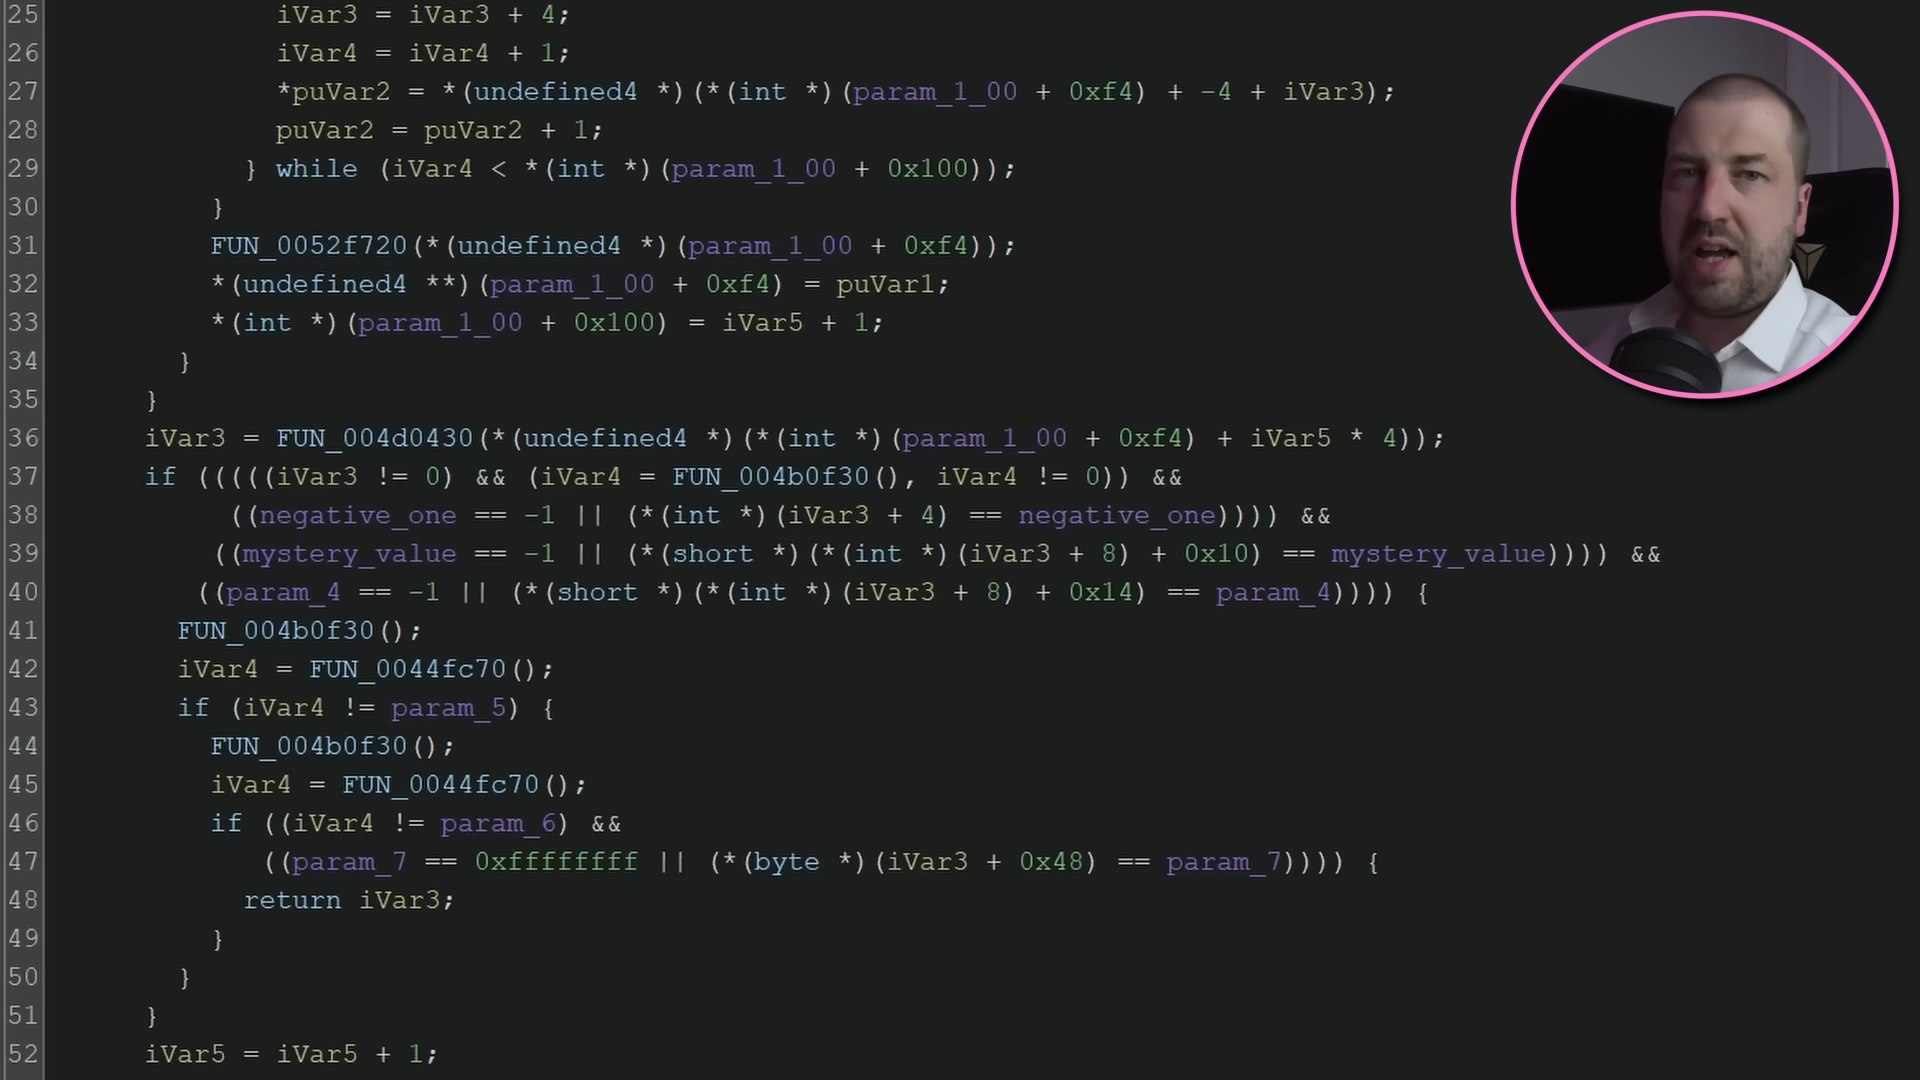 25 iVar3 = iVar3 + 4;
26 iVar4 = iVar4 + 1;
27 *puVar2 = *(undefined4 *)(*(int *)(param_1_00 + 0xf4) + -4 + iVar3);
28 puVar2 = puVar2 + 1;
29 } while (iVar4 < *(int *)(param_1_00 + 0x100));
30 }
31 FUN_0052f720(*(undefined4 *)(param_1_00 + 0xf4));
32 *(undefined4 **)(param_1_00 + 0xf4) = puVar1;
33 *(int *)(param_1_00 + 0x100) = iVar5 + 1;
34 }
35 }
36 iVar3 = FUN_004d0430(*(undefined4 *)(*(int *)(param_1_00 + 0xf4) + iVar5 * 4));
37 if (((((iVar3 != 0) && (iVar4 = FUN_004b0f30(), iVar4 != 0)) &&
38 ((negative_one == -1 || (*(int *)(iVar3 + 4) == negative_one)))) &&
39 ((mystery_value == -1 || (*(short *)(*(int *)(iVar3 + 8) + 0x10) == mystery_value)))) &&
40 ((param_4 == -1 || (*(short *)(*(int *)(iVar3 + 8) + 0x14) == param_4)))) {
41 FUN_004b0f30();
42 iVar4 = FUN_0044fc70();
43 if (iVar4 != param_5) {
44 FUN_004b0f30();
45 iVar4 = FUN_0044fc70();
46 if ((iVar4 != param_6) &&
47 ((param_7 == 0xffffffff || (*(byte *)(iVar3 + 0x48) == param_7)))) {
48 return iVar3;
49 }
50 }
51 }
52 iVar5 = iVar5 + 1;